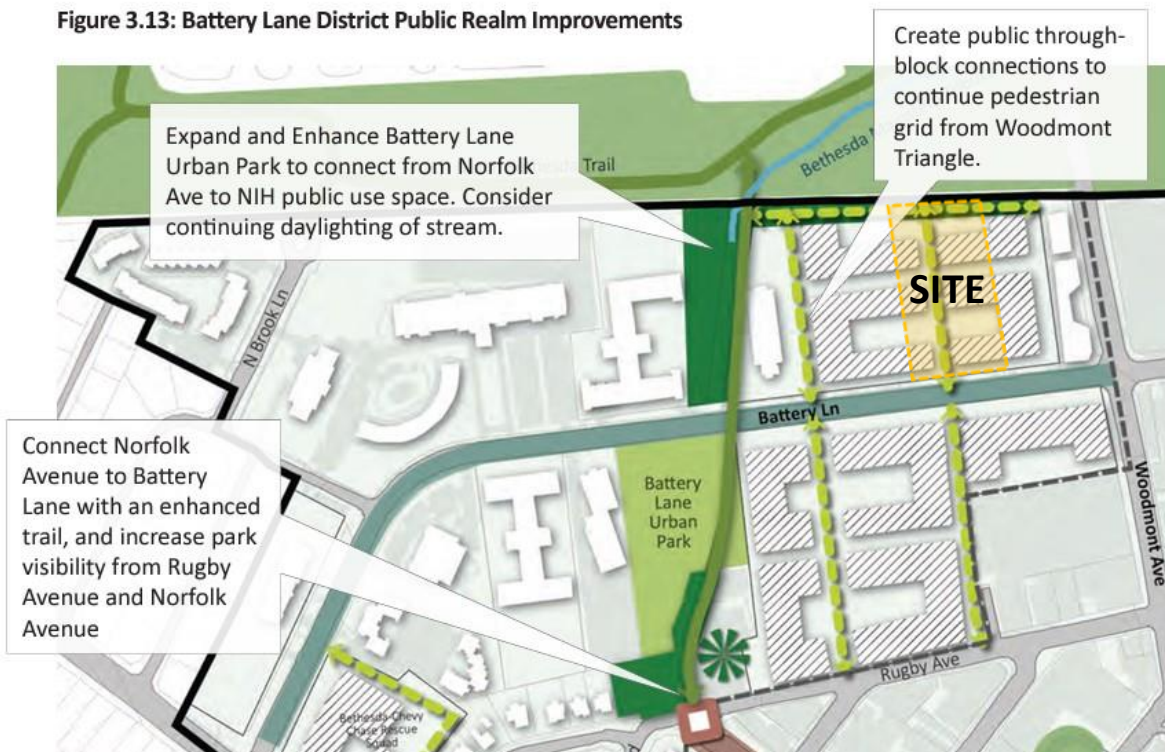 Figure 3.13: Battery Lane District Public Realm Improvements
Create public through-
block connections to
continue pedestrian
grid from Woodmont
Triangle.
Expand and Enhance Battery Lane
Urban Park to connect from Norfolk
Ave to NIH public use space. Consider
continuing daylighting of stream.
Trail
Bethesda
SITE
N Brook Ln
Battery Ln
Connect Norfolk
Avenue to Battery
Lane with an enhanced
trail, and increase park
visibility from Rugby
Avenue and Norfolk
Avenue
Battery
Lane
Urban
Park
Woodmont Ave
Rugby Ave
Bethesda-Chevy
Chase Rescue
Squad